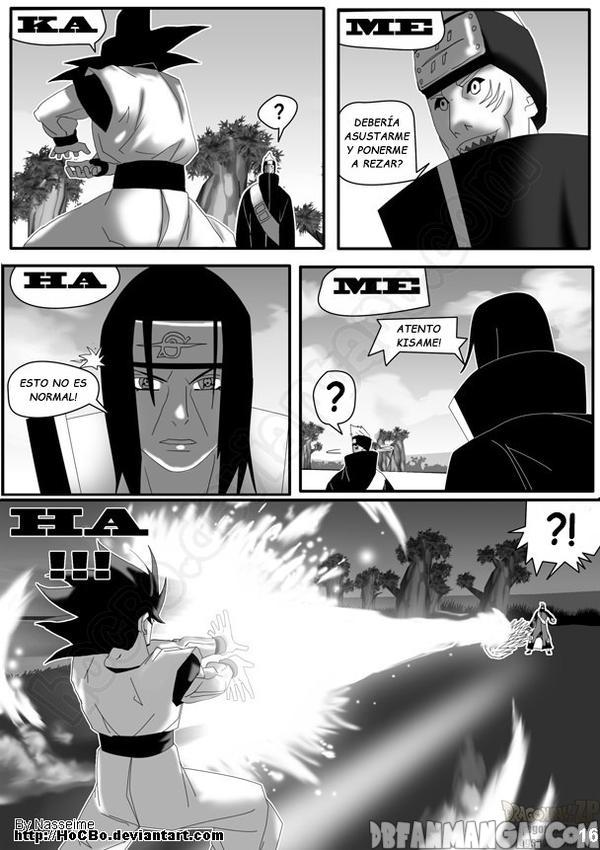 KA
?
ME
DEBERÍA
ASUSTARME
Y PONERME
A REZAR?
HA
ESTO NO ES
NORMAL!
ME
ATENTO
KISAME!
?
HA
!!!
?!
By Nasseime
http://HoCBo.deviantart.com
DBFANMANGA.COM
16